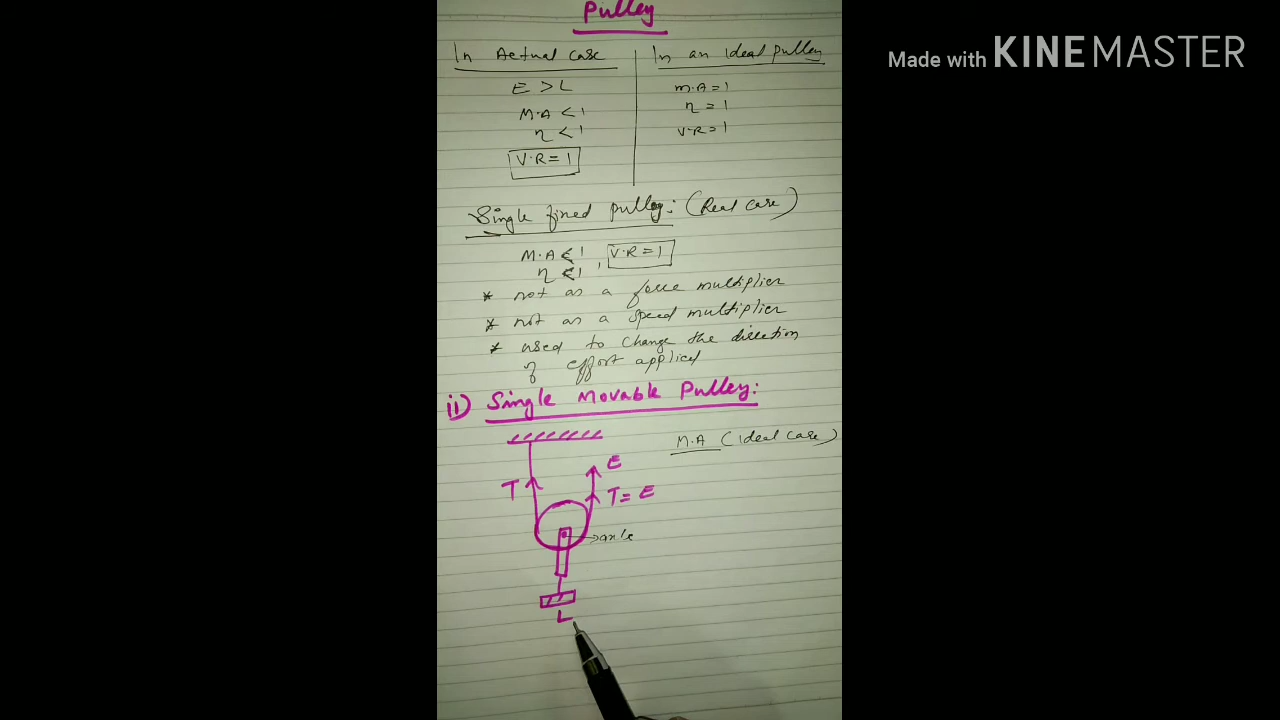 Pulley
In Actual case
E > L
M.A < 1
η < 1
V.R = 1
In an ideal pulley
M.A = 1
η = 1
V.R = 1
Single fixed pulley: (Real case)
M.A < 1, V.R = 1
η < 1
* not as a force multiplier
* not as a speed multiplier
* used to change the direction
of effort applied
ii) Single Movable Pulley:
M.A (Ideal case)
E
T
T = E
axle
L
Made with KINEMASTER